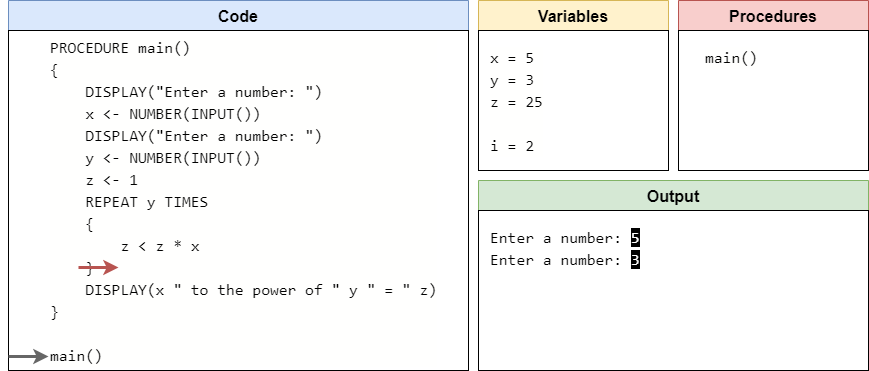 Code
PROCEDURE main()
{
DISPLAY("Enter a number: ")
x <- NUMBER(INPUT())
DISPLAY("Enter a number: ")
y <- NUMBER(INPUT())
z <- 1
REPEAT y TIMES
{
z < z * x
}
DISPLAY(x " to the power of " y " = " z)
}
main()
Variables
x = 5
y = 3
z = 25
i = 2
Procedures
main()
Output
Enter a number: 5
Enter a number: 3